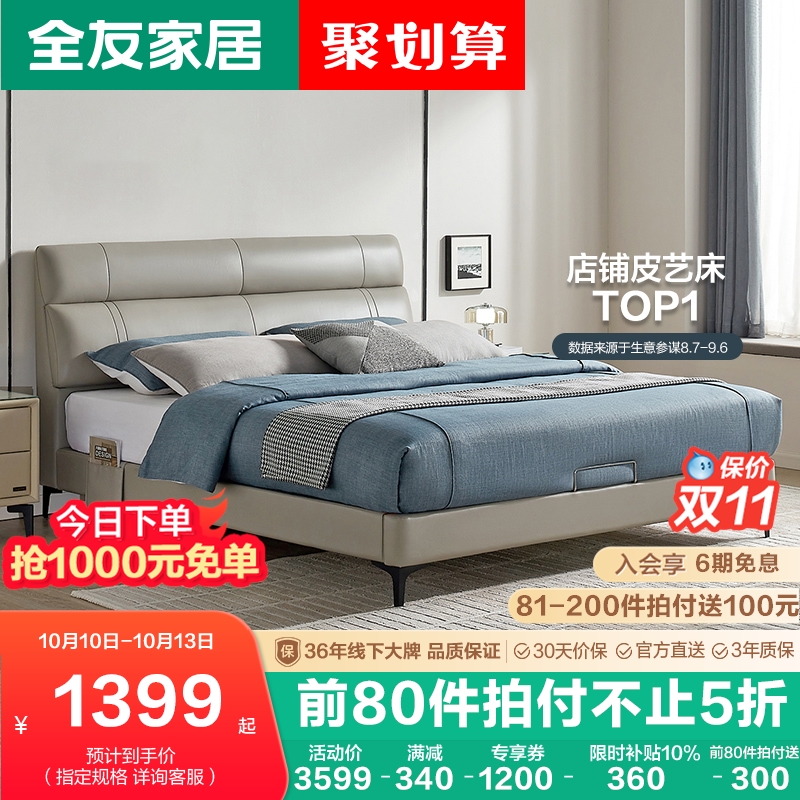 全友家居 聚划算
店铺皮艺床
TOP1
数据来源于生意参谋8.7-9.6
保价
双11
今日下单
抢1000元免单
入会享 6期免息
81-200件拍付送100元
保 36年线下大牌 品质保证 30天价保 官方直送 3年质保
10月10日-10月13日
¥1399起
预计到手价
(指定规格 详询客服)
前80件拍付不止5折
活动价 满减 专享券 限时补贴10% 前80件拍付送
3599-340-1200-360-300